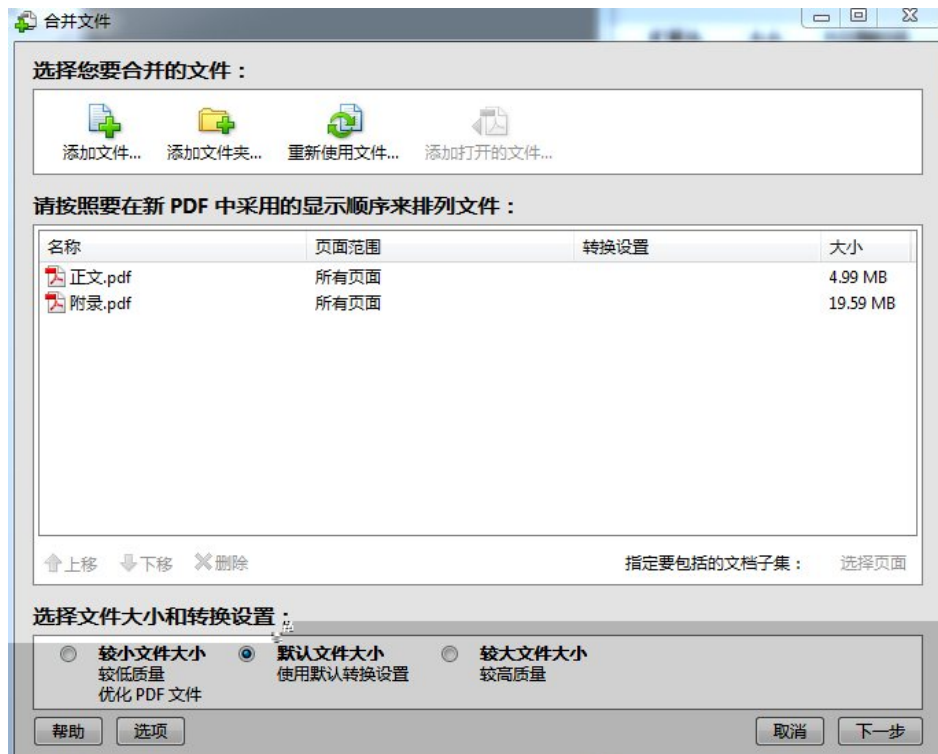 合并文件
选择您要合并的文件：
添加文件... 添加文件夹... 重新使用文件... 添加打开的文件...
请按照要在新 PDF 中采用的显示顺序来排列文件：
名称 页面范围 转换设置 大小
正文.pdf 所有页面 4.99 MB
附录.pdf 所有页面 19.59 MB
上移 下移 删除 指定要包括的文档子集： 选择页面
选择文件大小和转换设置：
较小文件大小 默认文件大小 较大文件大小
较低质量 使用默认转换设置 较高质量
优化 PDF 文件
帮助 选项 取消 下一步